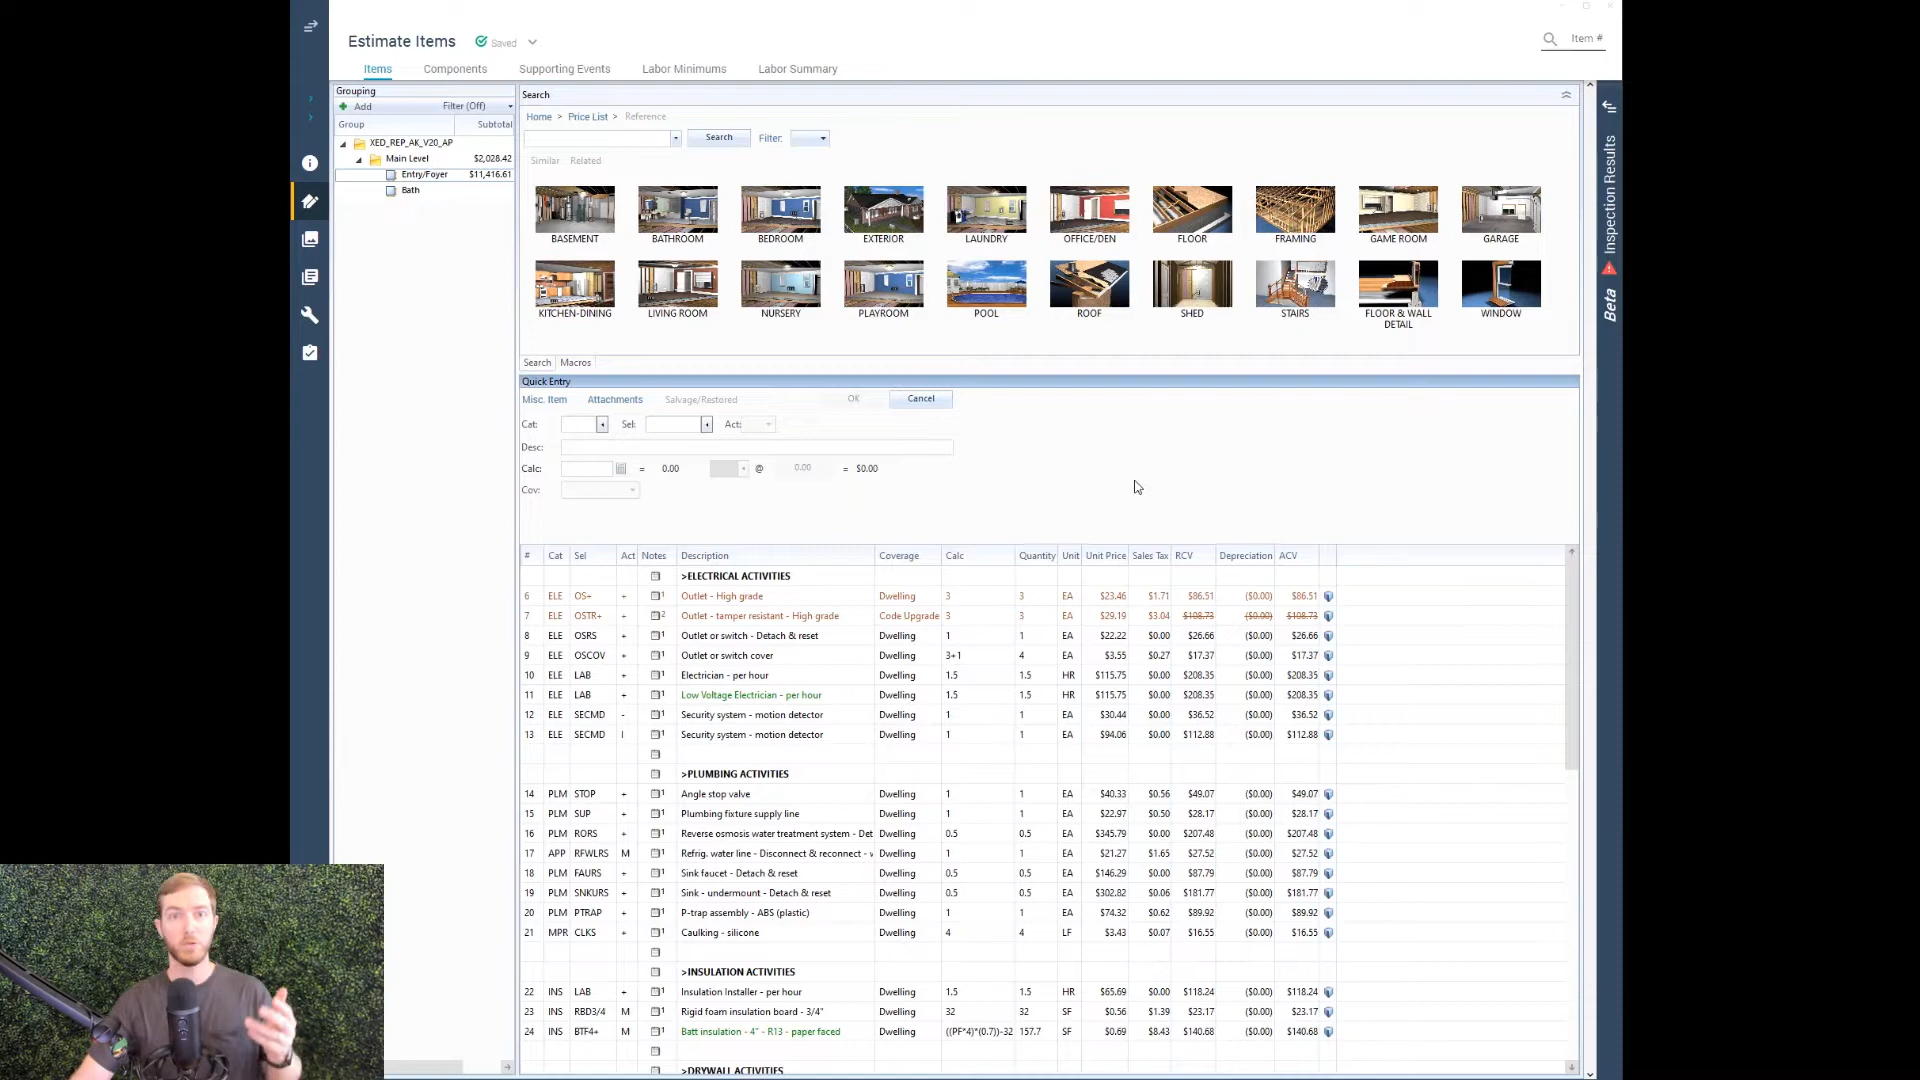 Estimate Items Saved
Item #
Items Components Supporting Events Labor Minimums Labor Summary
Grouping
Add Filter (Off)
Group Subtotal
XED_REP_AK_V20_AP
Main Level $2,028.42
Entry/Foyer $11,416.61
Bath
Search
Home > Price List > Reference
Search Filter:
Similar Related
BASEMENT BATHROOM BEDROOM EXTERIOR LAUNDRY OFFICE/DEN FLOOR FRAMING GAME ROOM GARAGE
KITCHEN-DINING LIVING ROOM NURSERY PLAYROOM POOL ROOF SHED STAIRS FLOOR & WALL DETAIL WINDOW
Search Macros
Quick Entry
Misc. Item Attachments Salvage/Restored OK Cancel
Cat: Sel: Act:
Desc:
Calc: = 0.00 @ 0.00 = $0.00
Cov:
# Cat Sel Act Notes Description Coverage Calc Quantity Unit Unit Price Sales Tax RCV Depreciation ACV
>ELECTRICAL ACTIVITIES
6 ELE OS+ + 1 Outlet - High grade Dwelling 3 3 EA $23.46 $1.71 $86.51 ($0.00) $86.51
7 ELE OSTR+ + 2 Outlet - tamper resistant - High grade Code Upgrade 3 3 EA $29.19 $3.04 $108.73 ($0.00) $108.73
8 ELE OSRS + 1 Outlet or switch - Detach & reset Dwelling 1 1 EA $22.22 $0.00 $26.66 ($0.00) $26.66
9 ELE OSCOV + 1 Outlet or switch cover Dwelling 3+1 4 EA $3.55 $0.27 $17.37 ($0.00) $17.37
10 ELE LAB + 1 Electrician - per hour Dwelling 1.5 1.5 HR $115.75 $0.00 $208.35 ($0.00) $208.35
11 ELE LAB + 1 Low Voltage Electrician - per hour Dwelling 1.5 1.5 HR $115.75 $0.00 $208.35 ($0.00) $208.35
12 ELE SECMD - 1 Security system - motion detector Dwelling 1 1 EA $30.44 $0.00 $36.52 ($0.00) $36.52
13 ELE SECMD I 1 Security system - motion detector Dwelling 1 1 EA $94.06 $0.00 $112.88 ($0.00) $112.88
>PLUMBING ACTIVITIES
14 PLM STOP + 1 Angle stop valve Dwelling 1 1 EA $40.33 $0.56 $49.07 ($0.00) $49.07
15 PLM SUP + 1 Plumbing fixture supply line Dwelling 1 1 EA $22.97 $0.50 $28.17 ($0.00) $28.17
16 PLM RORS + 1 Reverse osmosis water treatment system - Det Dwelling 0.5 0.5 EA $345.79 $0.00 $207.48 ($0.00) $207.48
17 APP RFWLRS M 1 Refrig. water line - Disconnect & reconnect - Dwelling 1 1 EA $21.27 $1.65 $27.52 ($0.00) $27.52
18 PLM FAURS + 1 Sink faucet - Detach & reset Dwelling 0.5 0.5 EA $146.29 $0.00 $87.79 ($0.00) $87.79
19 PLM SNKURS + 1 Sink - undermount - Detach & reset Dwelling 0.5 0.5 EA $302.82 $0.06 $181.77 ($0.00) $181.77
20 PLM PTRAP + 1 P-trap assembly - ABS (plastic) Dwelling 1 1 EA $74.32 $0.62 $89.92 ($0.00) $89.92
21 MPR CLKS + 1 Caulking - silicone Dwelling 4 4 LF $3.43 $0.07 $16.55 ($0.00) $16.55
>INSULATION ACTIVITIES
22 INS LAB + 1 Insulation Installer - per hour Dwelling 1.5 1.5 HR $65.69 $0.00 $118.24 ($0.00) $118.24
23 INS RBD3/4 M 1 Rigid foam insulation board - 3/4" Dwelling 32 32 SF $0.56 $1.39 $23.17 ($0.00) $23.17
24 INS BTF4+ M 1 Batt insulation - 4" - R13 - paper faced Dwelling ((PF*4)*(0.7))-32 157.7 SF $0.69 $8.43 $140.68 ($0.00) $140.68
>DRYWALL ACTIVITIES
Inspection Results
Beta